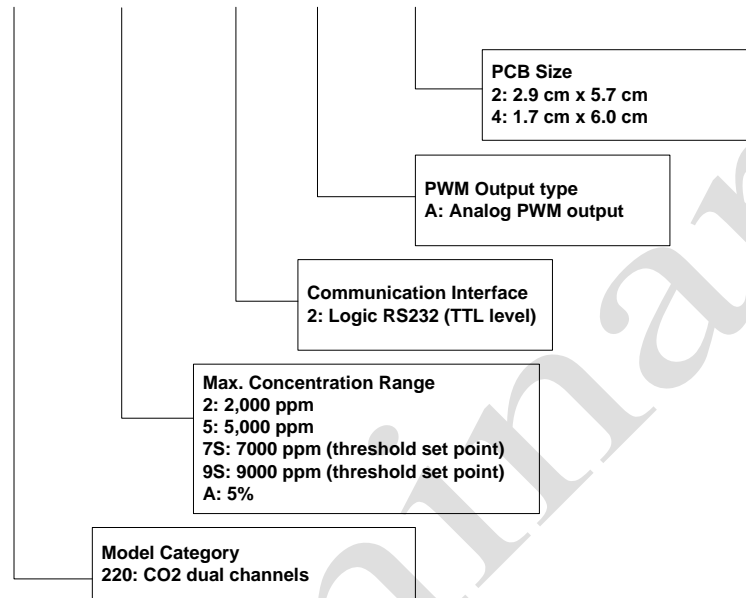 PCB Size
2: 2.9 cm x 5.7 cm
4: 1.7 cm x 6.0 cm
PWM Output type
A: Analog PWM output
Communication Interface
2: Logic RS232 (TTL level)
Max. Concentration Range
2: 2,000 ppm
5: 5,000 ppm
7S: 7000 ppm (threshold set point)
9S: 9000 ppm (threshold set point)
A: 5%
Model Category
220: CO2 dual channels